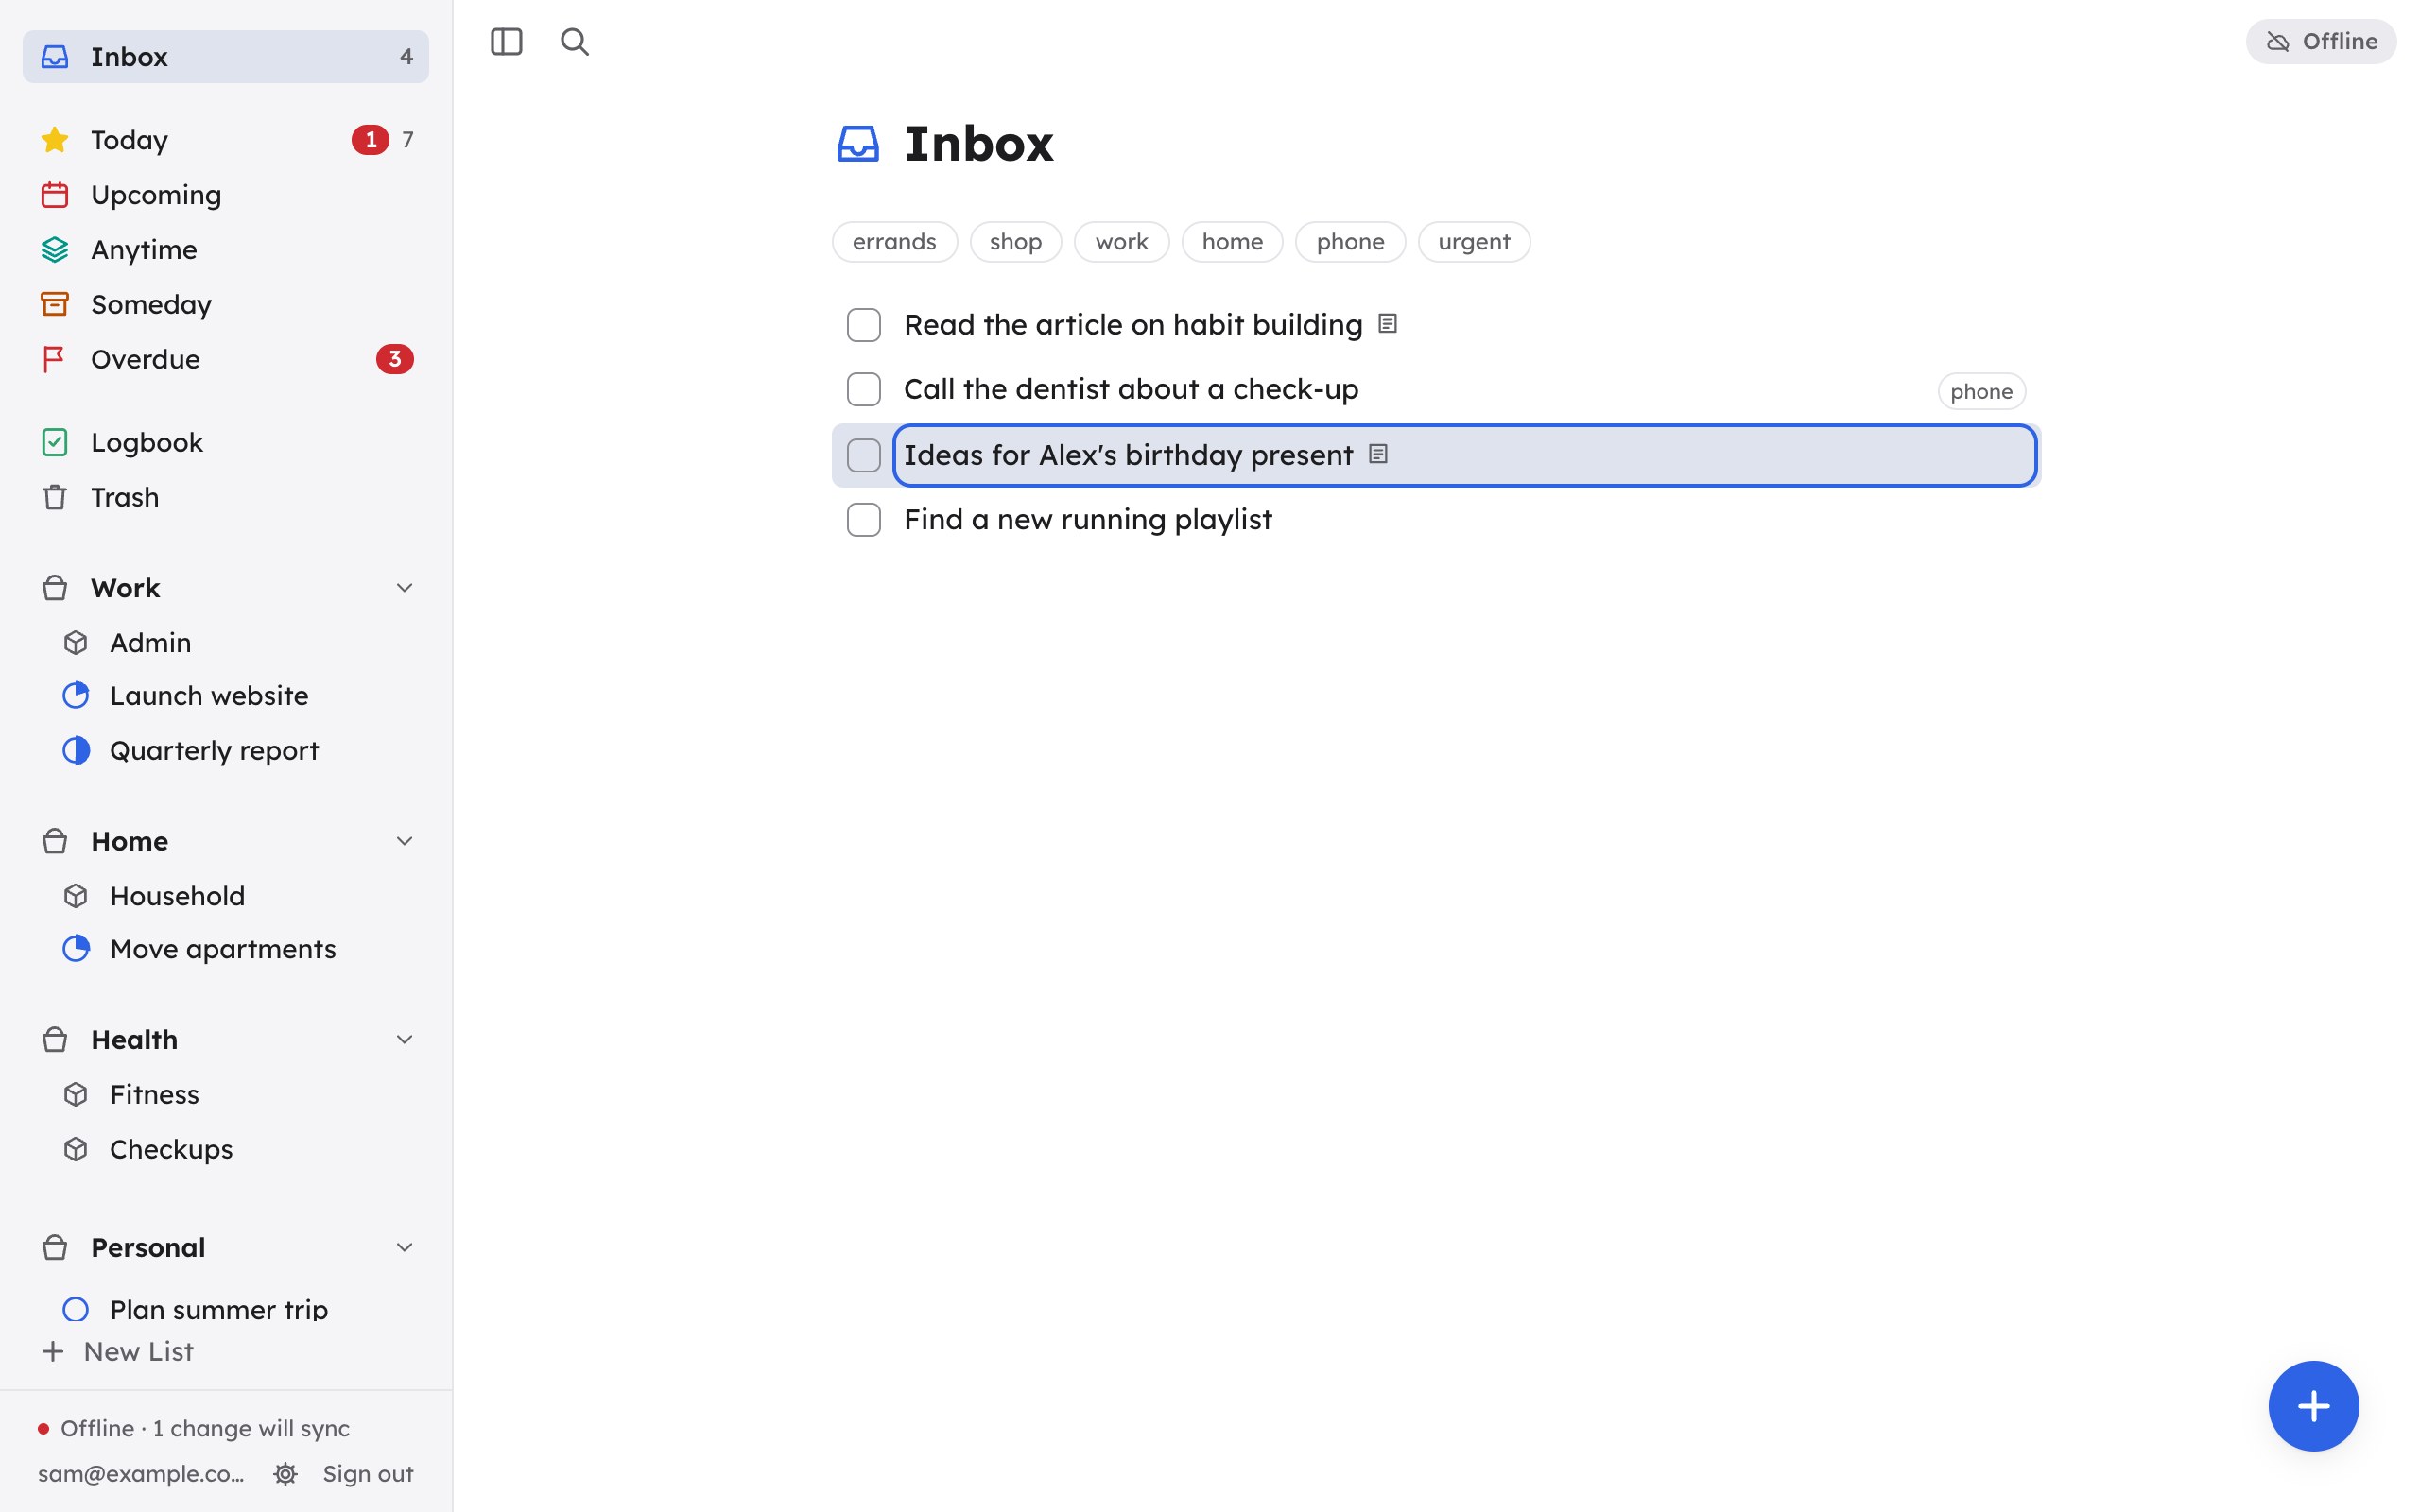 Inbox 4
Today 1 7
Upcoming
Anytime
Someday
Overdue 3
Logbook
Trash
Work
Admin
Launch website
Quarterly report
Home
Household
Move apartments
Health
Fitness
Checkups
Personal
Plan summer trip
New List
Offline · 1 change will sync
sam@example.co... Sign out
Offline
Inbox
errands shop work home phone urgent
Read the article on habit building
Call the dentist about a check-up phone
Ideas for Alex's birthday present
Find a new running playlist